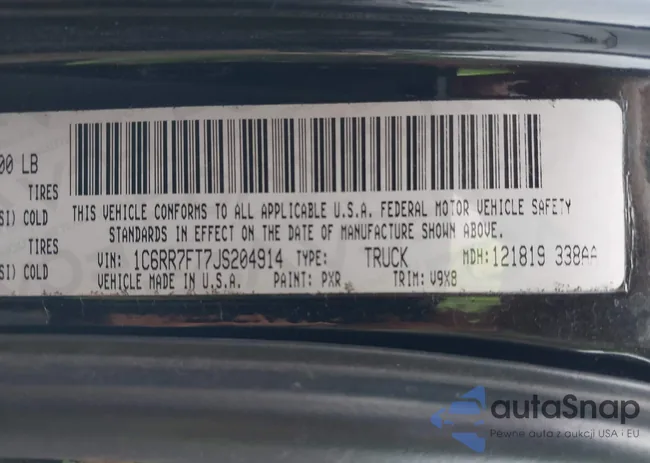 00 LB
TIRES
SI) COLD
TIRES
SI) COLD
THIS VEHICLE CONFORMS TO ALL APPLICABLE U.S.A. FEDERAL MOTOR VEHICLE SAFETY
STANDARDS IN EFFECT ON THE DATE OF MANUFACTURE SHOWN ABOVE.
VIN: 1C6RR7FT7JS204914 TYPE: TRUCK MDH: 121819 338AA
VEHICLE MADE IN U.S.A. PAINT: PXR TRIM: V9X8
autaSnap
Pewne auta z aukcji USA i EU